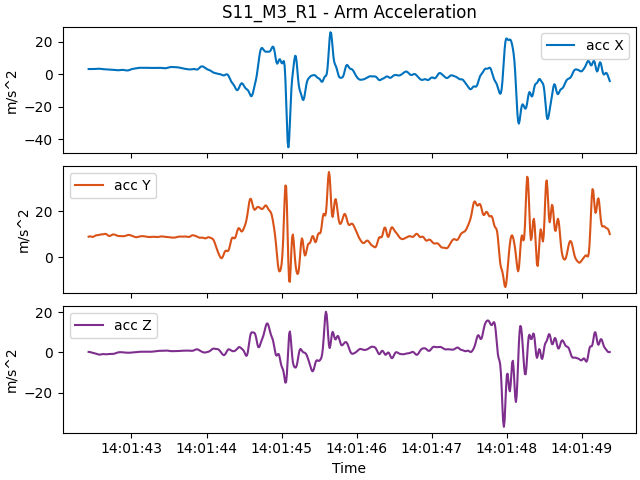 S11_M3_R1 - Arm Acceleration
acc X
20
0
−20
−40
m/s^2
acc Y
20
0
m/s^2
acc Z
20
0
−20
m/s^2
14:01:43 14:01:44 14:01:45 14:01:46 14:01:47 14:01:48 14:01:49
Time